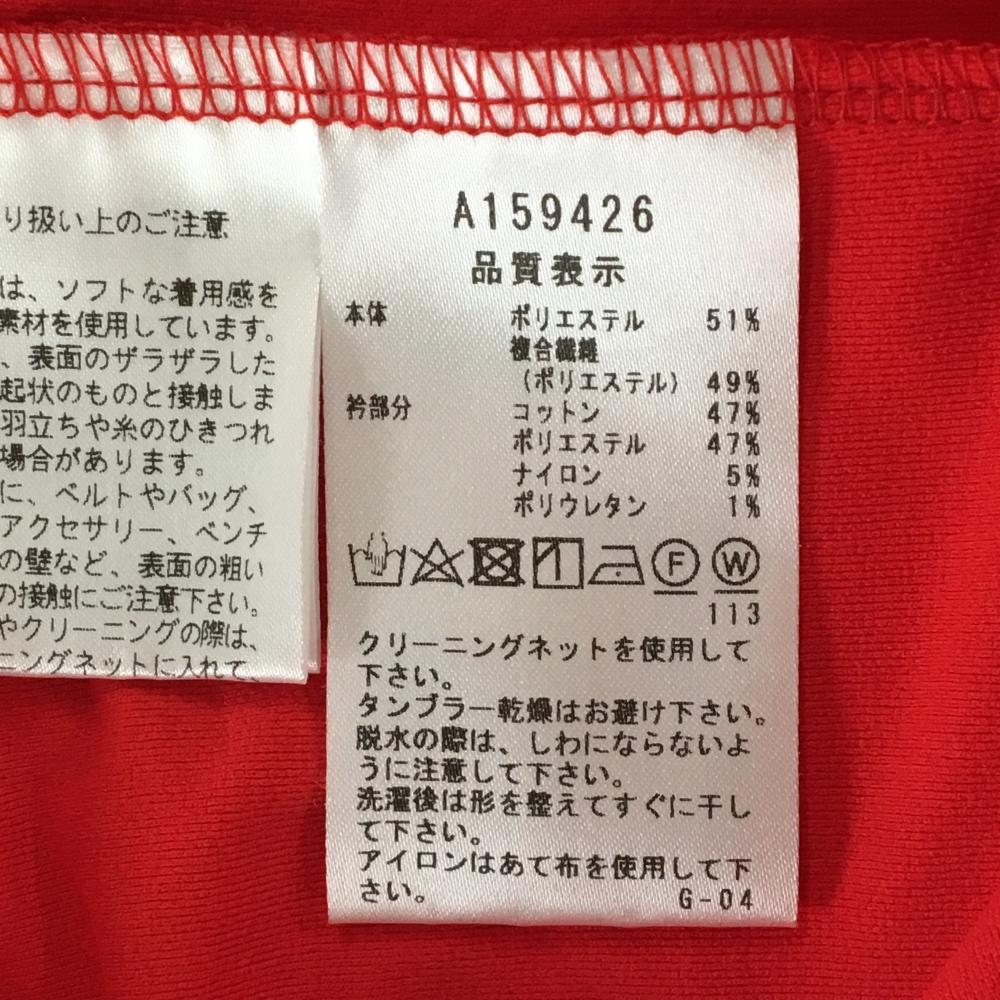 り扱い上のご注意
は、ソフトな着用感を
素材を使用しています。
、表面のザラザラした
起状のものと接触しま
羽立ちや糸のひきつれ
場合があります。
に、ベルトやバッグ、
アクセサリー、ベンチ
の壁など、表面の粗い
の接触にご注意下さい。
やクリーニングの際は、
ニングネットに入れて、
A159426
品質表示
本体 ポリエステル 51%
複合繊維
(ポリエステル) 49%
衿部分 コットン 47%
ポリエステル 47%
ナイロン 5%
ポリウレタン 1%
F W
113
クリーニングネットを使用して
下さい。
タンブラー乾燥はお避け下さい。
脱水の際は、しわにならないよ
うに注意して下さい。
洗濯後は形を整えてすぐに干し
て下さい。
アイロンはあて布を使用して下
さい。 G-04